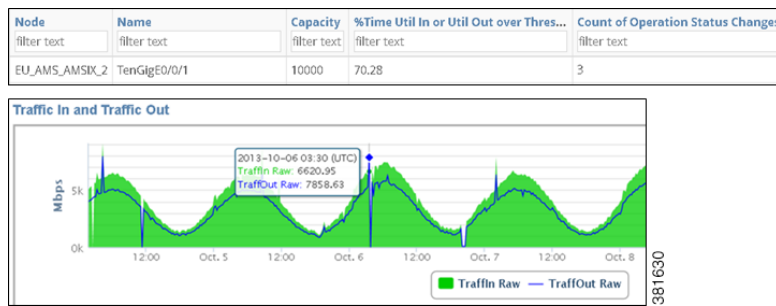 Node Name Capacity %Time Util In or Util Out over Thres... Count of Operation Status Changes
filter text filter text filter text filter text filter text
EU_AMS_AMSIX_2 TenGigE0/0/1 10000 70.28 3
Traffic In and Traffic Out
2013-10-06 03:30 (UTC)
TraffIn Raw: 6620.95
TraffOut Raw: 7858.63
Mbps
5k
0k
12:00 Oct. 5 12:00 Oct. 6 12:00 Oct. 7 12:00 Oct. 8
TraffIn Raw TraffOut Raw
381630